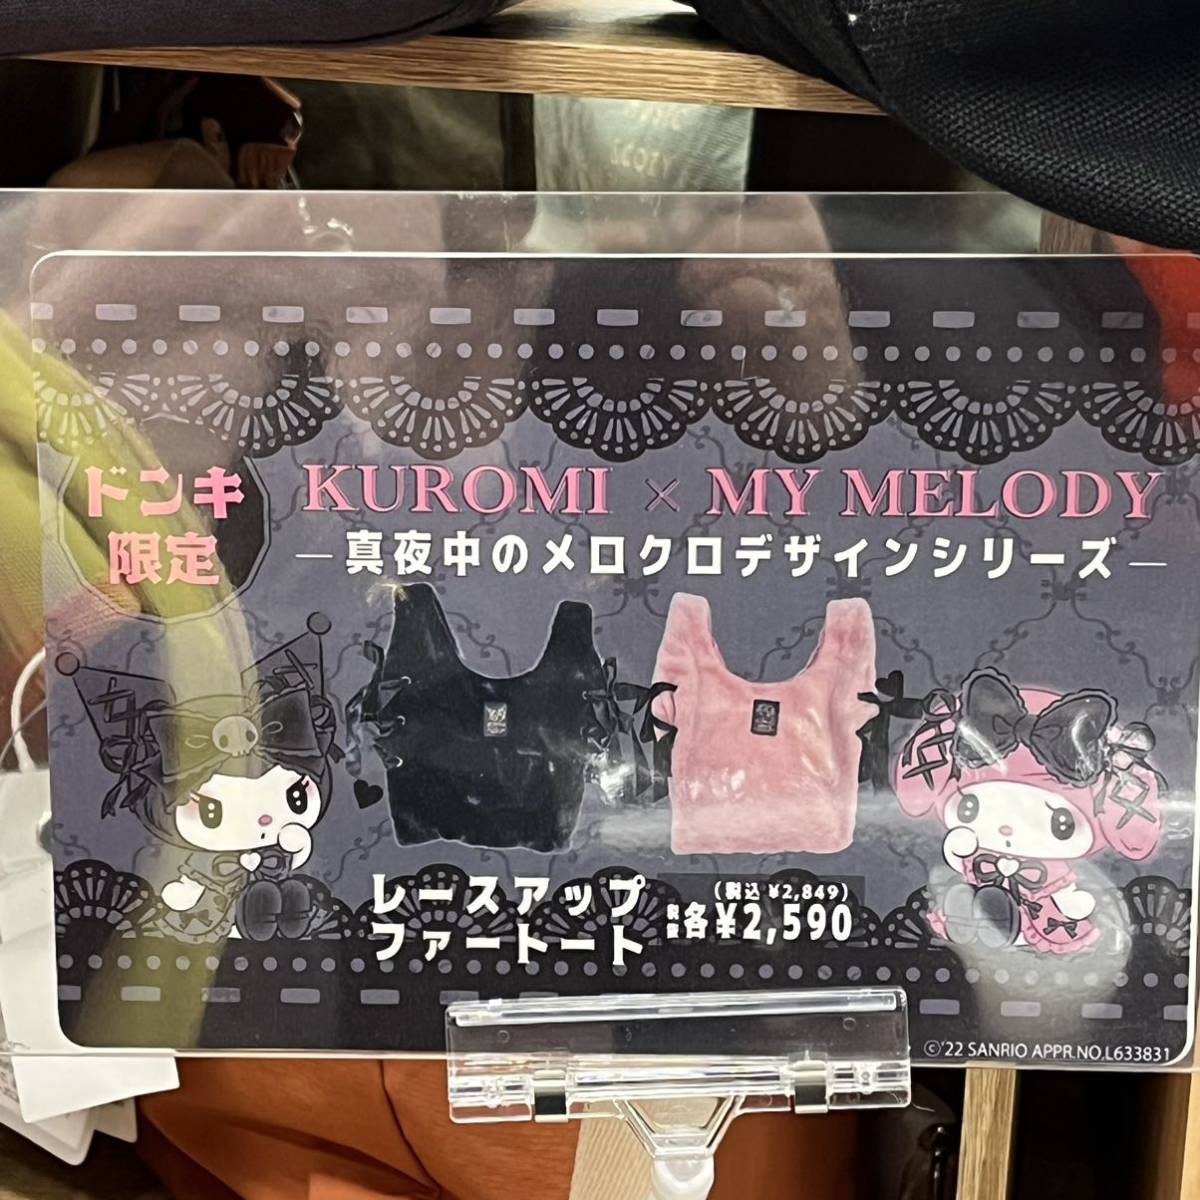 ドンキ
限定
KUROMI × MY MELODY
―真夜中のメロクロデザインシリーズ―
レースアップ
ファートート
(税込 ¥2,849)
各¥2,590
©'22 SANRIO APPR.NO.L633831